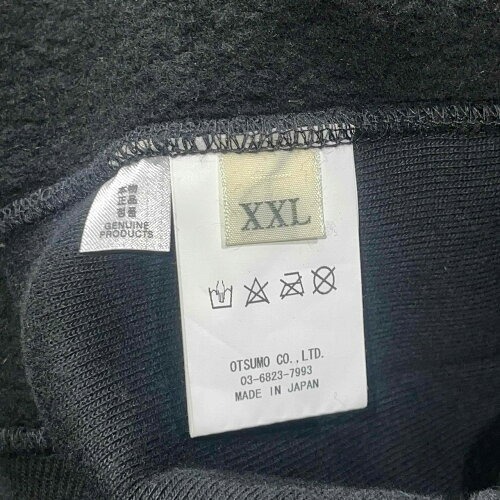 本物
正品
정품
GENUINE
PRODUCTS
XXL
OTSUMO CO., LTD.
03-6823-7993
MADE IN JAPAN